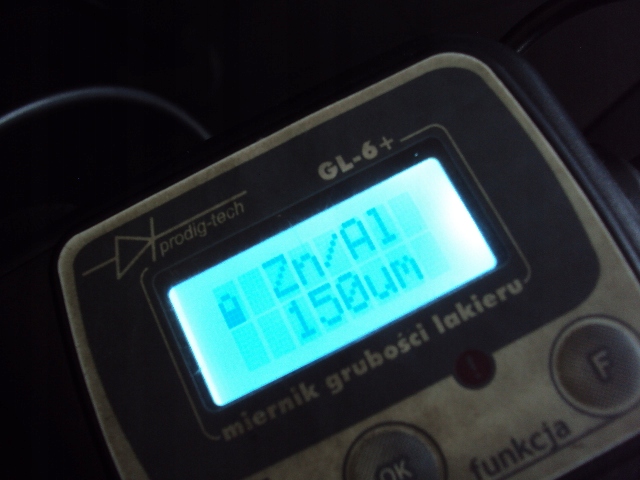 GL-6+
prodig-tech
Zn/Al
150um
miernik grubości lakieru
F
OK
funkcja